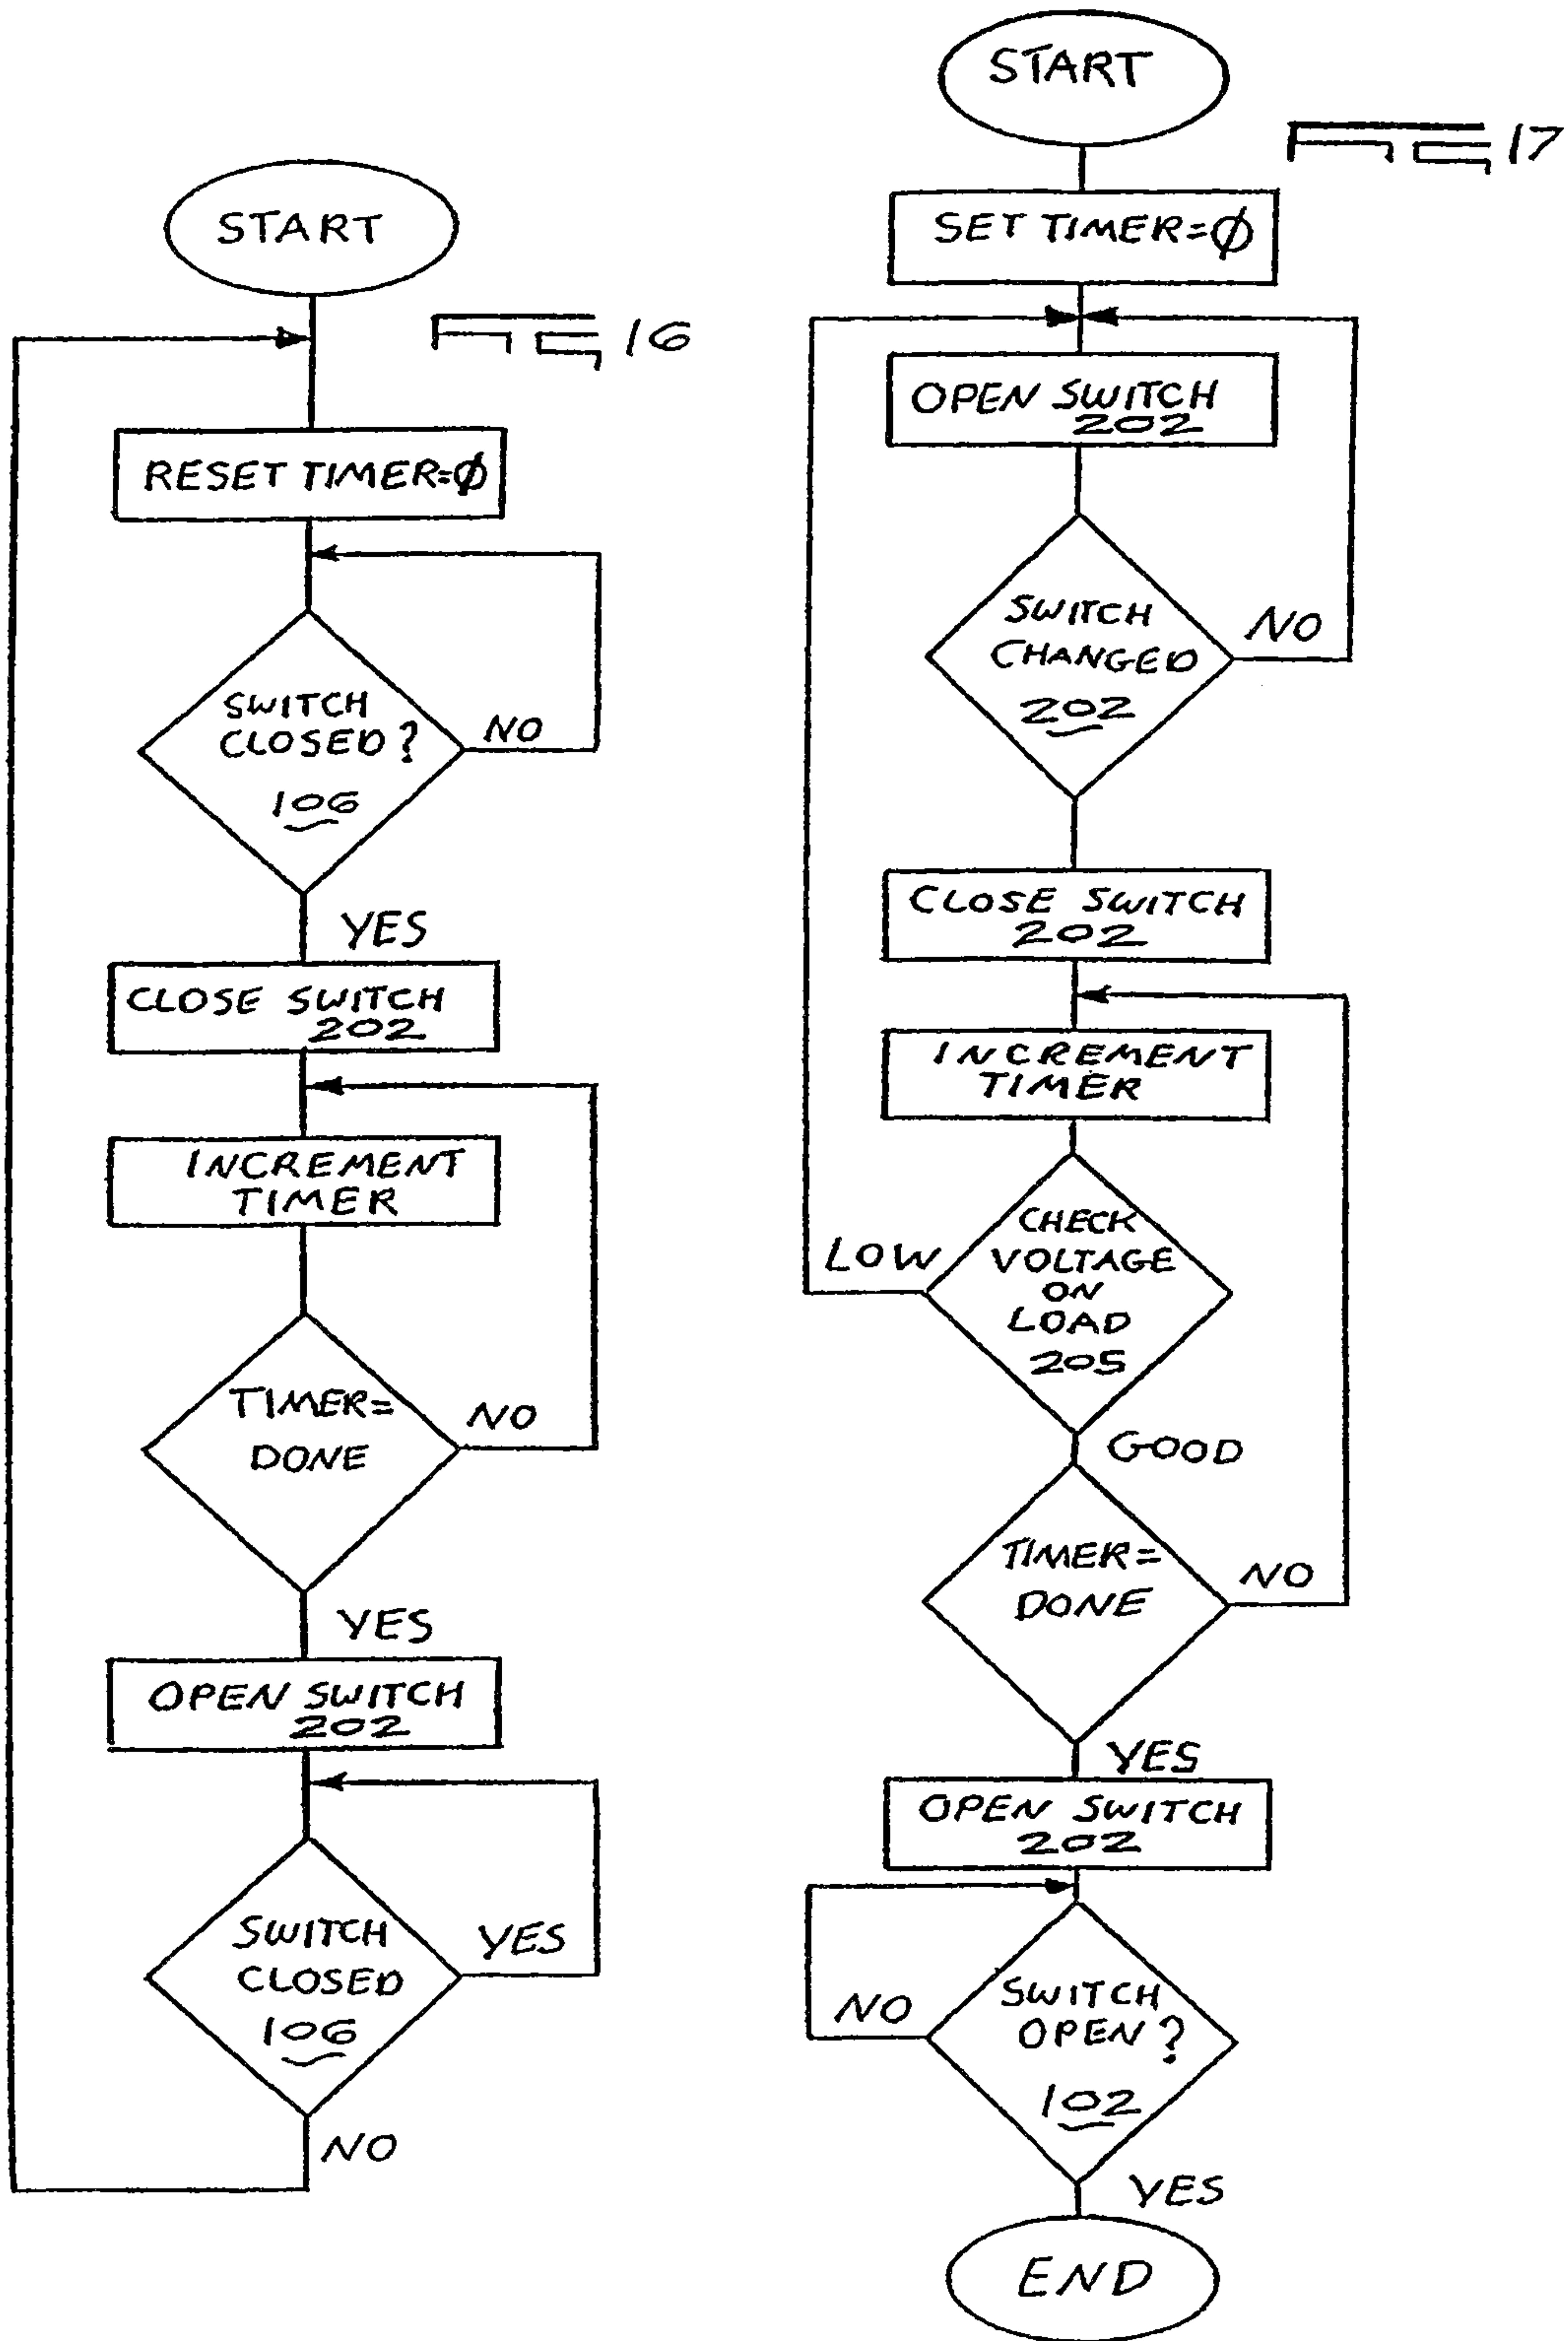 START
FIG 16
RESET TIMER=Ø
SWITCH
CLOSED?
NO
106
YES
CLOSE SWITCH
202
INCREMENT
TIMER
TIMER=
DONE
NO
YES
OPEN SWITCH
202
SWITCH
CLOSED
YES
106
NO
START
FIG 17
SET TIMER=Ø
OPEN SWITCH
202
SWITCH
CHANGED
NO
202
CLOSE SWITCH
202
INCREMENT
TIMER
CHECK
VOLTAGE
ON
LOAD
205
LOW
GOOD
TIMER=
DONE
NO
YES
OPEN SWITCH
202
SWITCH
OPEN?
NO
102
YES
END